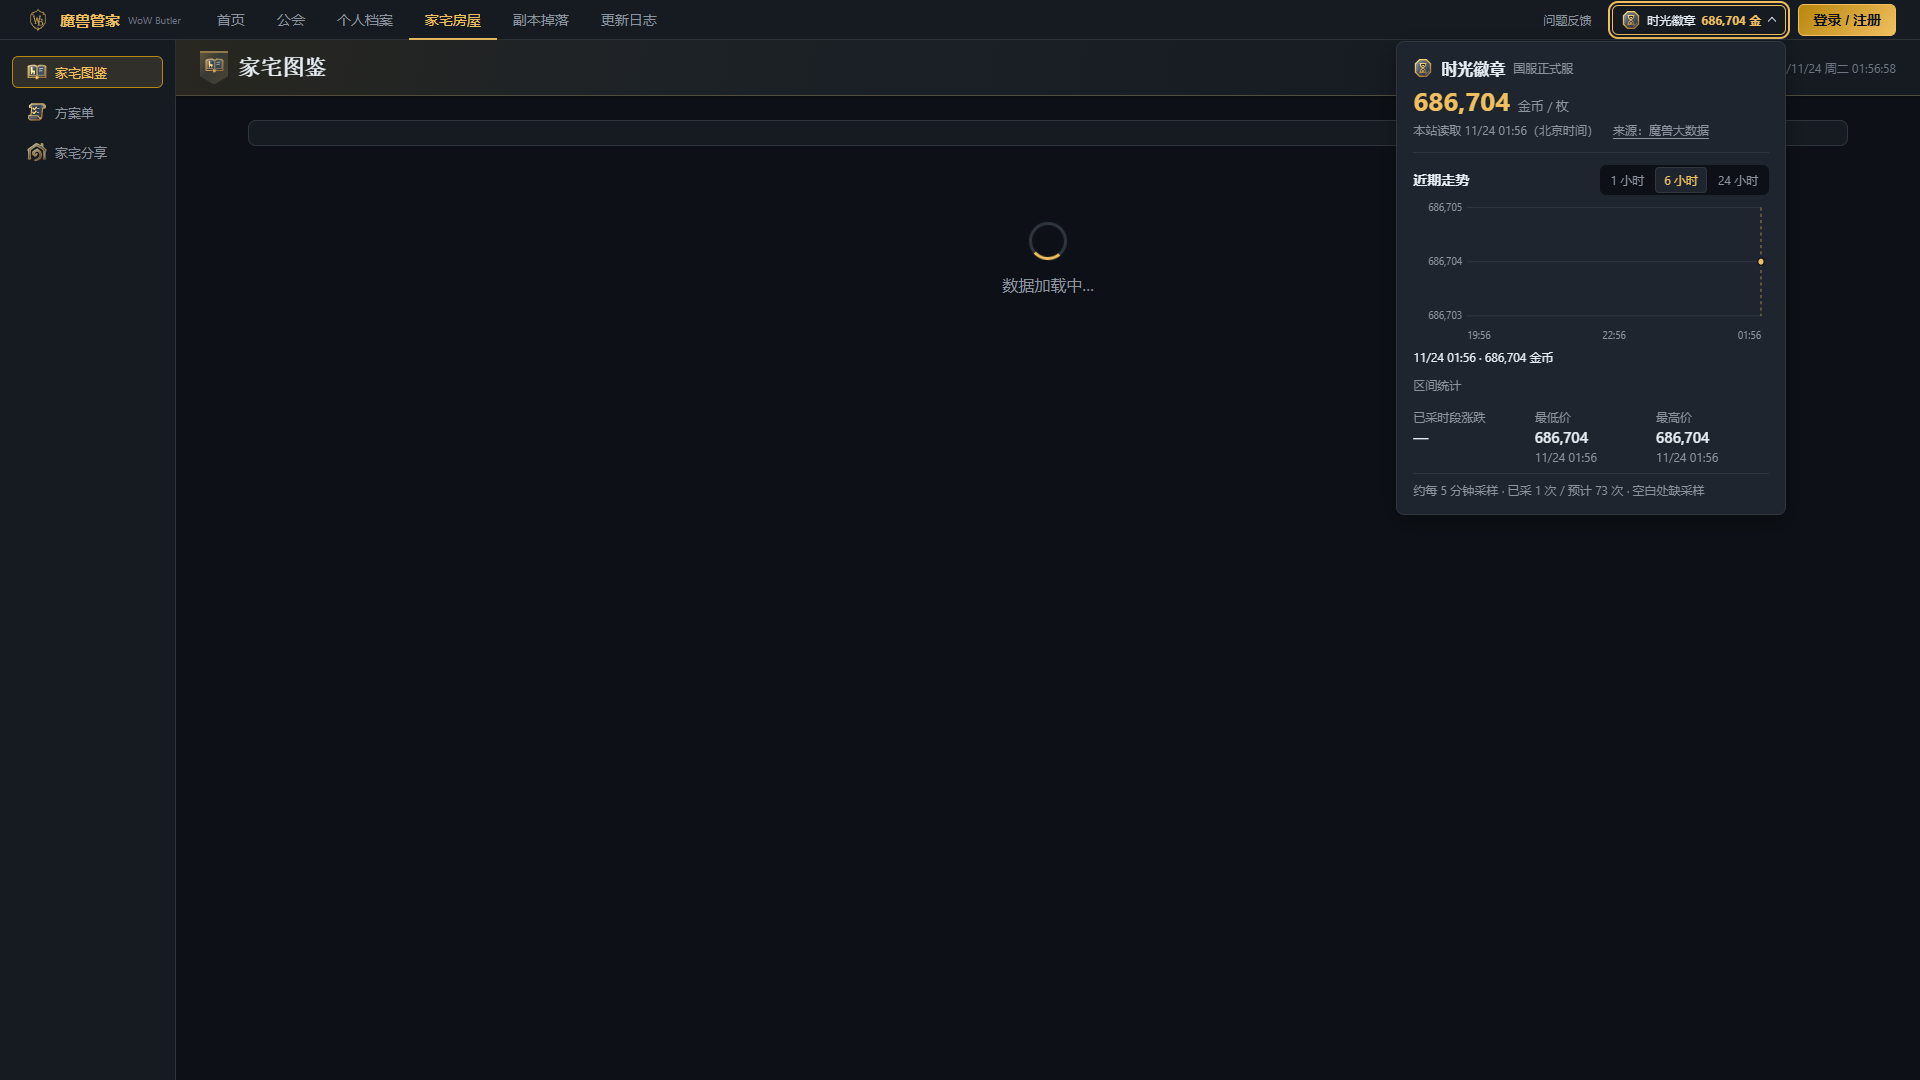 魔兽管家 WoW Butler 首页 公会 个人档案 家宅房屋 副本掉落 更新日志 问题反馈 时光徽章 686,704 金 登录 / 注册
家宅图鉴
方案单
家宅分享
家宅图鉴
/11/24 周二 01:56:58
数据加载中...
时光徽章 国服正式服
686,704 金币 / 枚
本站读取 11/24 01:56（北京时间） 来源：魔兽大数据
近期走势 1 小时 6 小时 24 小时
686,705
686,704
686,703
19:56 22:56 01:56
11/24 01:56 · 686,704 金币
区间统计
已采时段涨跌 最低价 最高价
— 686,704 686,704
11/24 01:56 11/24 01:56
约每 5 分钟采样 · 已采 1 次 / 预计 73 次 · 空白处缺采样